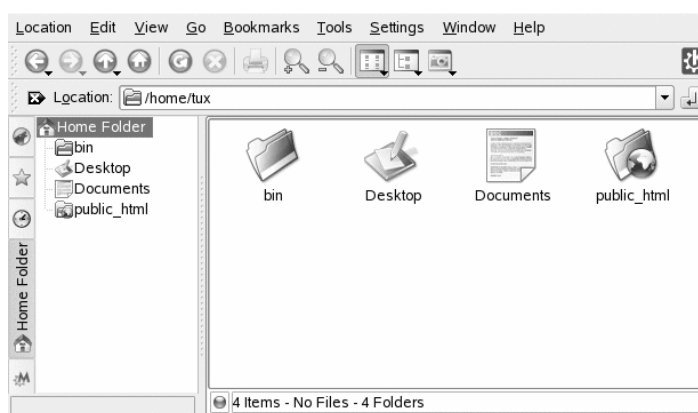 Location Edit View Go Bookmarks Tools Settings Window Help
Location: /home/tux
Home Folder
bin
Desktop
Documents
public_html
Home Folder
bin Desktop Documents public_html
4 Items - No Files - 4 Folders